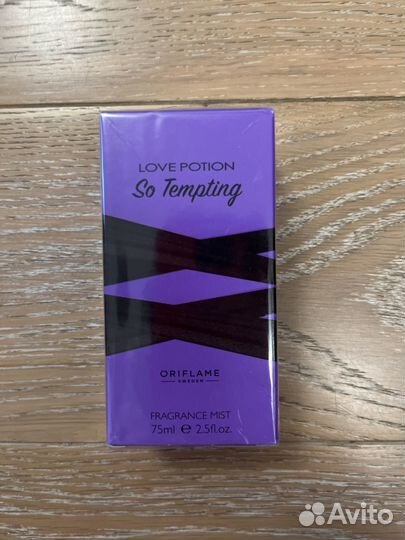 LOVE POTION
So Tempting
ORIFLAME
SWEDEN
FRAGRANCE MIST
75ml e 2.5fl.oz.
Avito